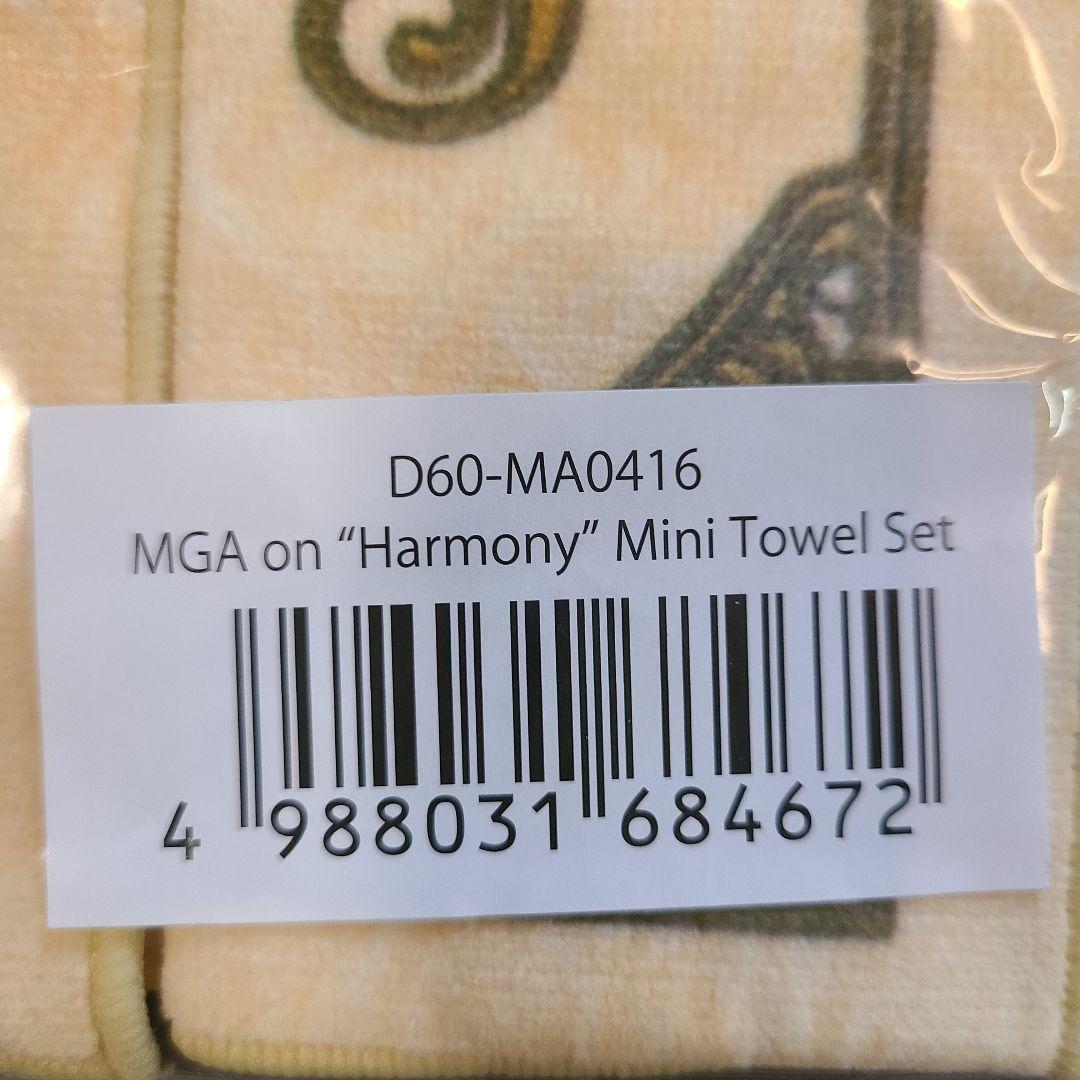 D60-MA0416
MGA on “Harmony” Mini Towel Set
4 988031 684672